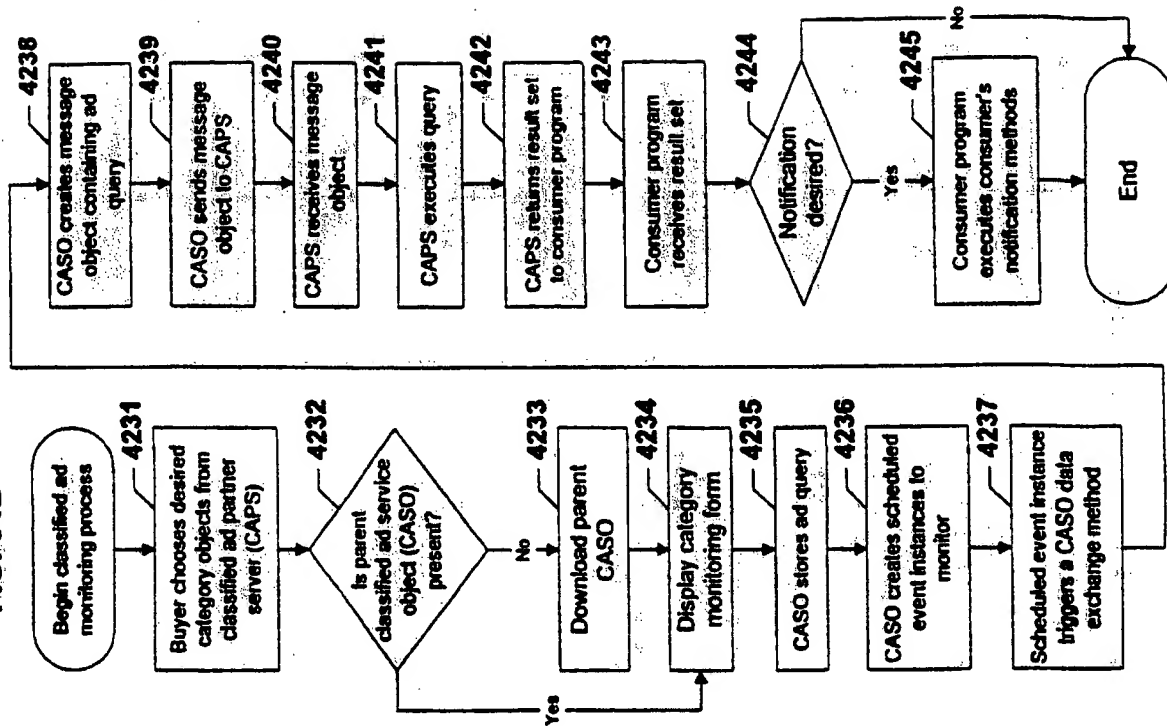 Begin classified ad
monitoring process
4231
Buyer chooses desired
category objects from
classified ad partner
server (CAPS)
4232
Is parent
classified ad service
object (CASO)
present?
Yes
No
4233
Download parent
CASO
4234
Display category
monitoring form
4235
CASO stores ad query
4236
CASO creates scheduled
event instances to
monitor
4237
Scheduled event instance
triggers a CASO data
exchange method
4238
CASO creates message
object containing ad
query
4239
CASO sends message
object to CAPS
4240
CAPS receives message
object
4241
CAPS executes query
4242
CAPS returns result set
to consumer program
4243
Consumer program
receives result set
4244
Notification
desired?
No
Yes
4245
Consumer program
executes consumer's
notification methods
End